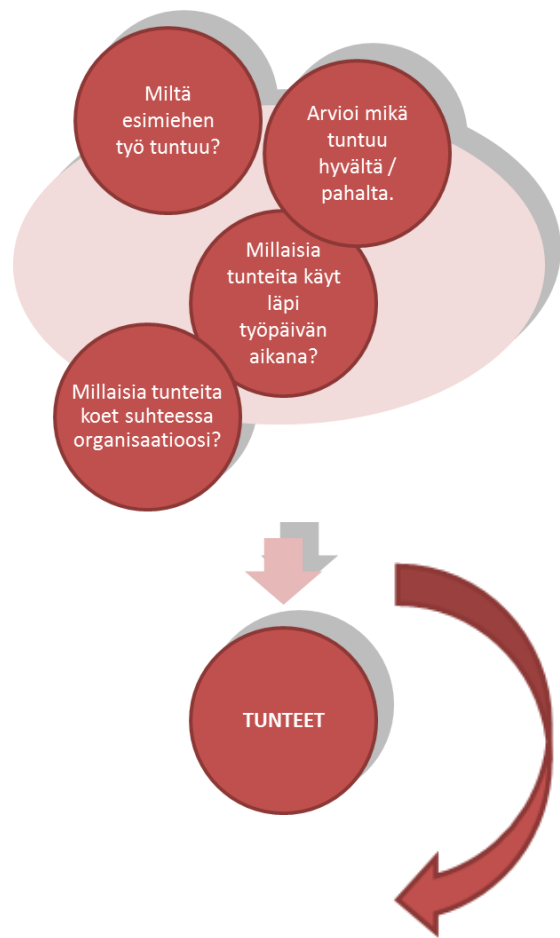 Miltä
esimiehen
työ tuntuu?
Arvioi mikä
tuntuu
hyvältä /
pahalta.
Millaisia
tunteita käyt
läpi
työpäivän
aikana?
Millaisia tunteita
koet suhteessa
organisaatioosi?
TUNTEET